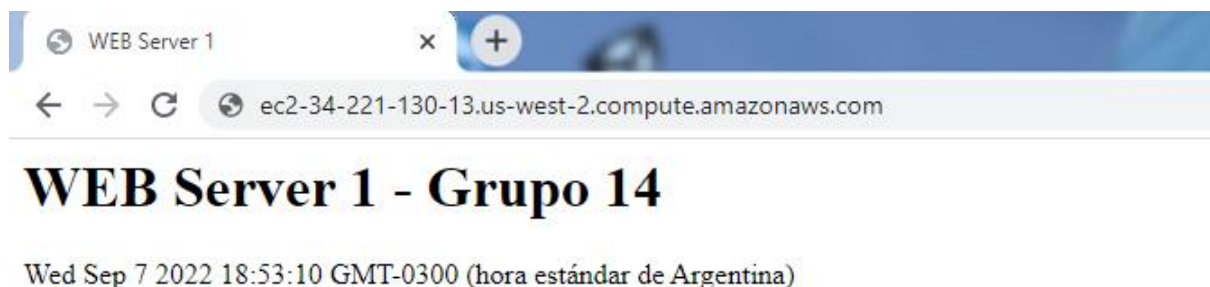 WEB Server 1
ec2-34-221-130-13.us-west-2.compute.amazonaws.com
WEB Server 1 - Grupo 14
Wed Sep 7 2022 18:53:10 GMT-0300 (hora estándar de Argentina)